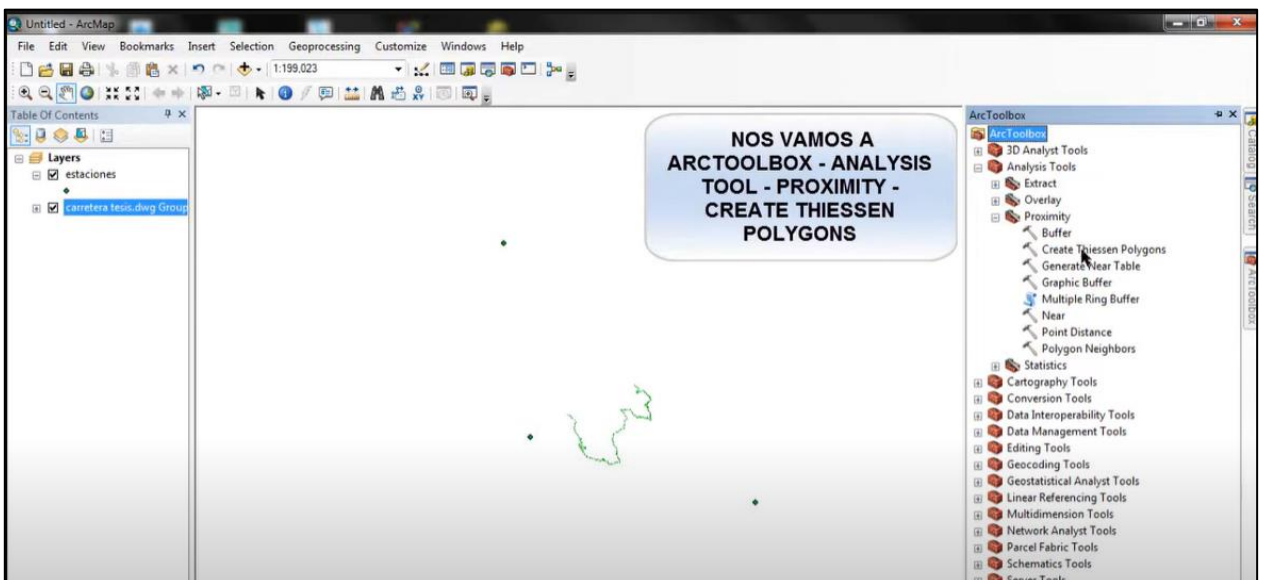 Untitled - ArcMap
File Edit View Bookmarks Insert Selection Geoprocessing Customize Windows Help
1:199,023
Table Of Contents
Layers
estaciones
carretera tesis.dwg Group
NOS VAMOS A
ARCTOOLBOX - ANALYSIS
TOOL - PROXIMITY -
CREATE THIESSEN
POLYGONS
ArcToolbox
ArcToolbox
3D Analyst Tools
Analysis Tools
Extract
Overlay
Proximity
Buffer
Create Thiessen Polygons
Generate Near Table
Graphic Buffer
Multiple Ring Buffer
Near
Point Distance
Polygon Neighbors
Statistics
Cartography Tools
Conversion Tools
Data Interoperability Tools
Data Management Tools
Editing Tools
Geocoding Tools
Geostatistical Analyst Tools
Linear Referencing Tools
Multidimension Tools
Network Analyst Tools
Parcel Fabric Tools
Schematics Tools
Server Tools
Catalog
Search
ArcToolbox